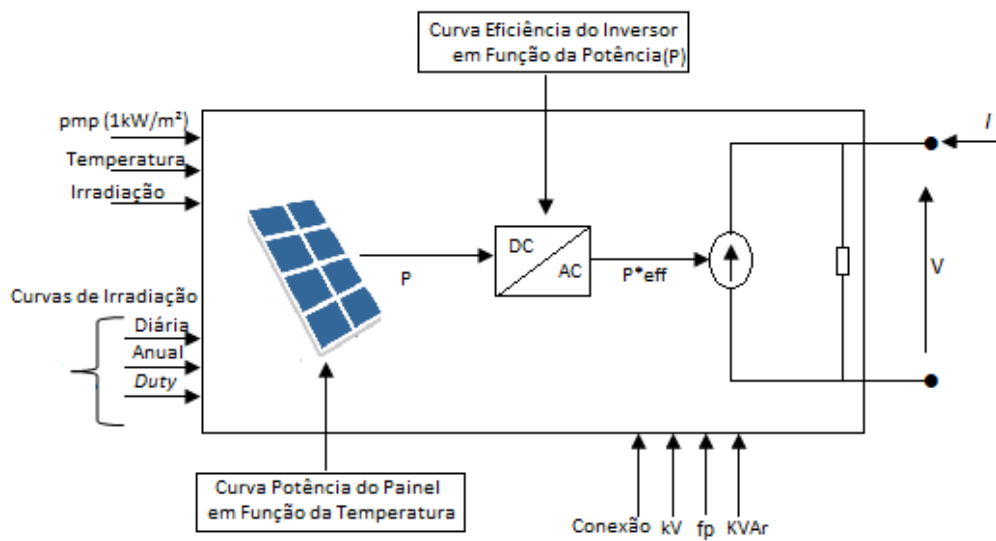 Curva Eficiência do Inversor
em Função da Potência(P)
pmp (1kW/m²)
Temperatura
Irradiação
I
DC
AC
P
P*eff
V
Curvas de Irradiação
Diária
Anual
Duty
Curva Potência do Painel
em Função da Temperatura
Conexão kV fp KVAr